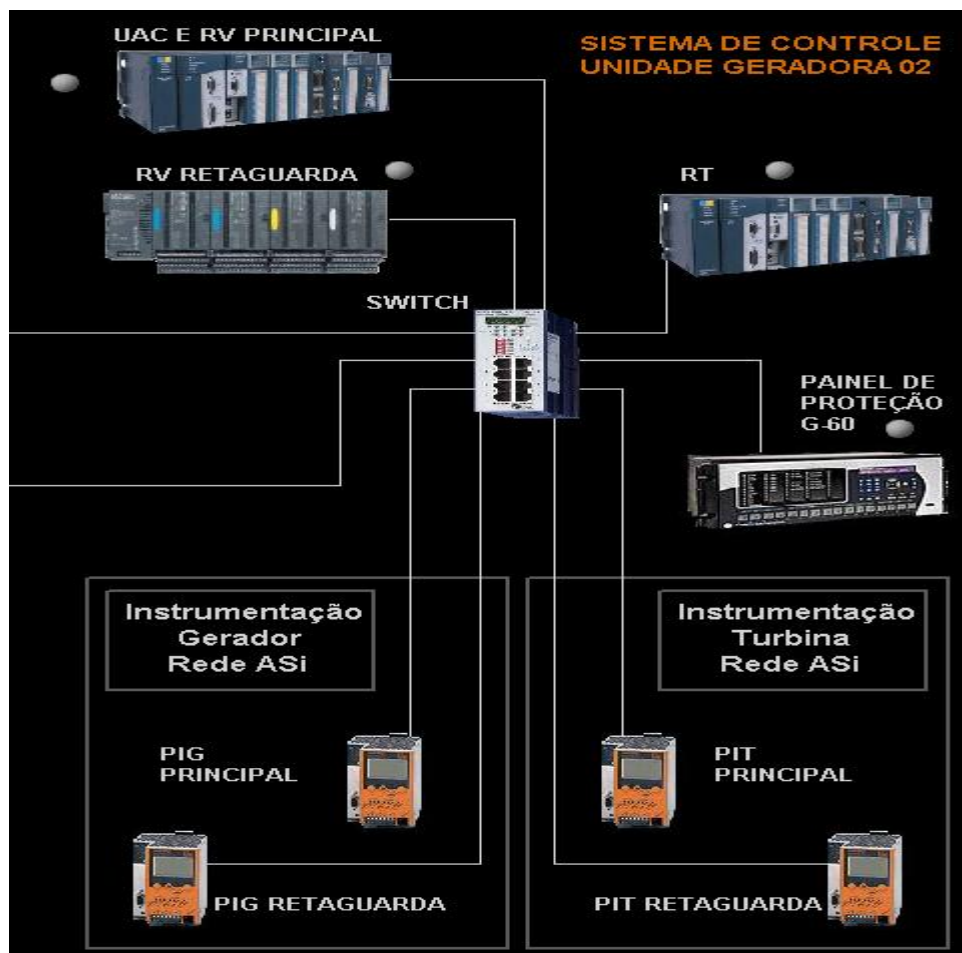 UAC E RV PRINCIPAL
SISTEMA DE CONTROLE
UNIDADE GERADORA 02
RV RETAGUARDA
RT
SWITCH
PAINEL DE
PROTEÇÃO
G-60
Instrumentação
Gerador
Rede ASi
Instrumentação
Turbina
Rede ASi
PIG
PRINCIPAL
PIT
PRINCIPAL
PIG RETAGUARDA
PIT RETAGUARDA